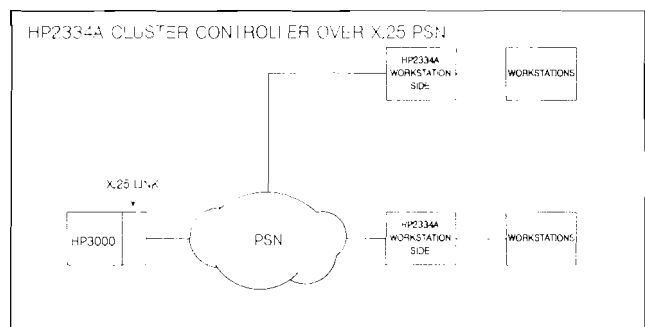 HP2334A CLUSTER CONTROLLER OVER X.25 PSN
HP2334A
WORKSTATION
SIDE
WORKSTATIONS
X.25 LINK
HP3000
PSN
HP2334A
WORKSTATION
SIDE
WORKSTATIONS